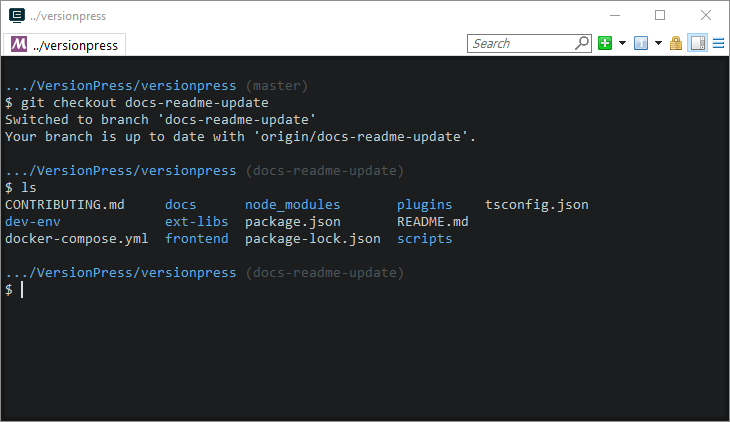 ../versionpress
../versionpress
Search
.../VersionPress/versionpress (master)
$ git checkout docs-readme-update
Switched to branch 'docs-readme-update'
Your branch is up to date with 'origin/docs-readme-update'.
.../VersionPress/versionpress (docs-readme-update)
$ ls
CONTRIBUTING.md docs node_modules plugins tsconfig.json
dev-env ext-libs package.json README.md
docker-compose.yml frontend package-lock.json scripts
.../VersionPress/versionpress (docs-readme-update)
$